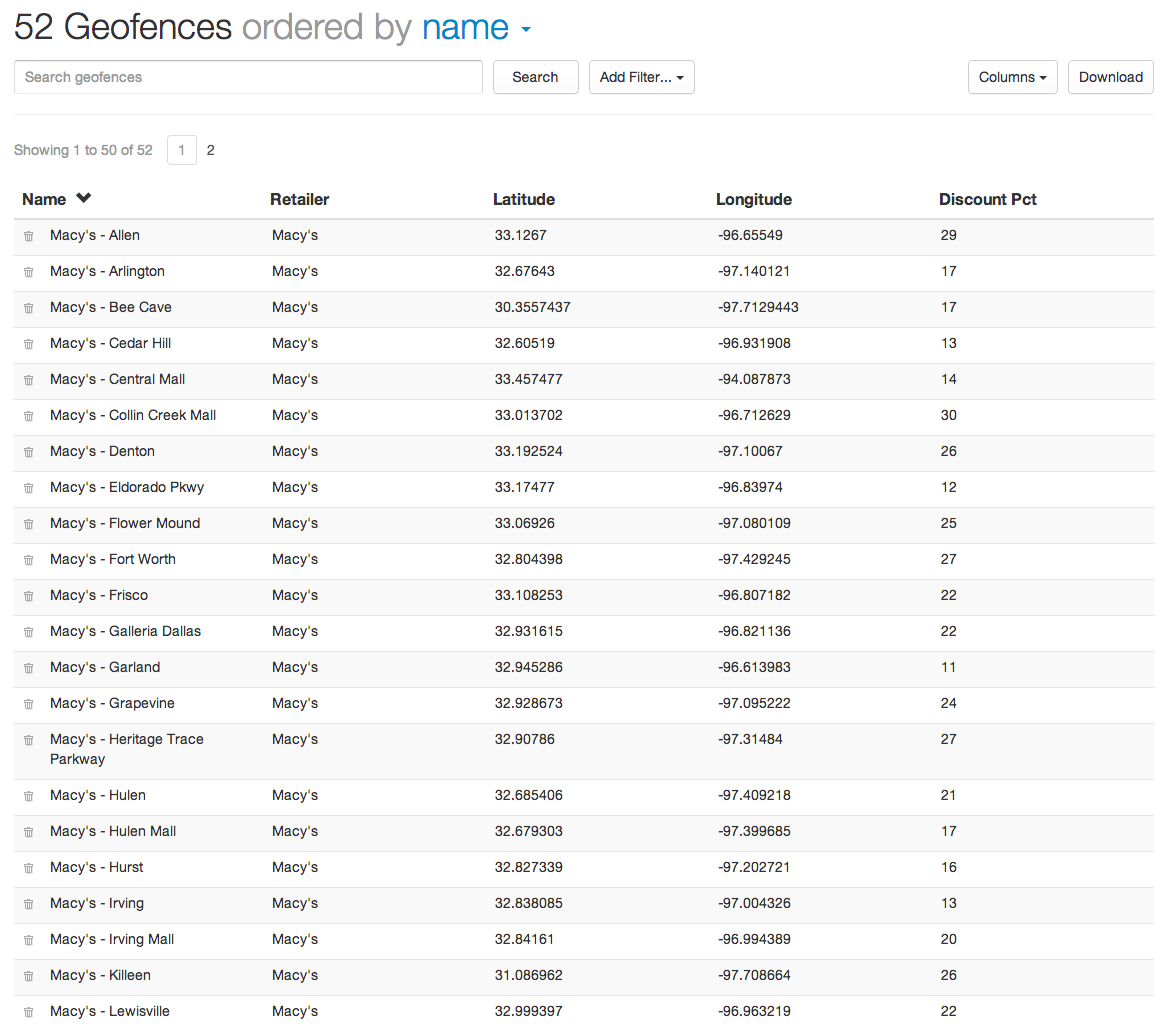 52 Geofences ordered by name
Search geofences Search Add Filter... Columns Download
Showing 1 to 50 of 52 1 2
Name Retailer Latitude Longitude Discount Pct
Macy's - Allen Macy's 33.1267 -96.65549 29
Macy's - Arlington Macy's 32.67643 -97.140121 17
Macy's - Bee Cave Macy's 30.3557437 -97.7129443 17
Macy's - Cedar Hill Macy's 32.60519 -96.931908 13
Macy's - Central Mall Macy's 33.457477 -94.087873 14
Macy's - Collin Creek Mall Macy's 33.013702 -96.712629 30
Macy's - Denton Macy's 33.192524 -97.10067 26
Macy's - Eldorado Pkwy Macy's 33.17477 -96.83974 12
Macy's - Flower Mound Macy's 33.06926 -97.080109 25
Macy's - Fort Worth Macy's 32.804398 -97.429245 27
Macy's - Frisco Macy's 33.108253 -96.807182 22
Macy's - Galleria Dallas Macy's 32.931615 -96.821136 22
Macy's - Garland Macy's 32.945286 -96.613983 11
Macy's - Grapevine Macy's 32.928673 -97.095222 24
Macy's - Heritage Trace Macy's 32.90786 -97.31484 27
Parkway
Macy's - Hulen Macy's 32.685406 -97.409218 21
Macy's - Hulen Mall Macy's 32.679303 -97.399685 17
Macy's - Hurst Macy's 32.827339 -97.202721 16
Macy's - Irving Macy's 32.838085 -97.004326 13
Macy's - Irving Mall Macy's 32.84161 -96.994389 20
Macy's - Killeen Macy's 31.086962 -97.708664 26
Macy's - Lewisville Macy's 32.999397 -96.963219 22